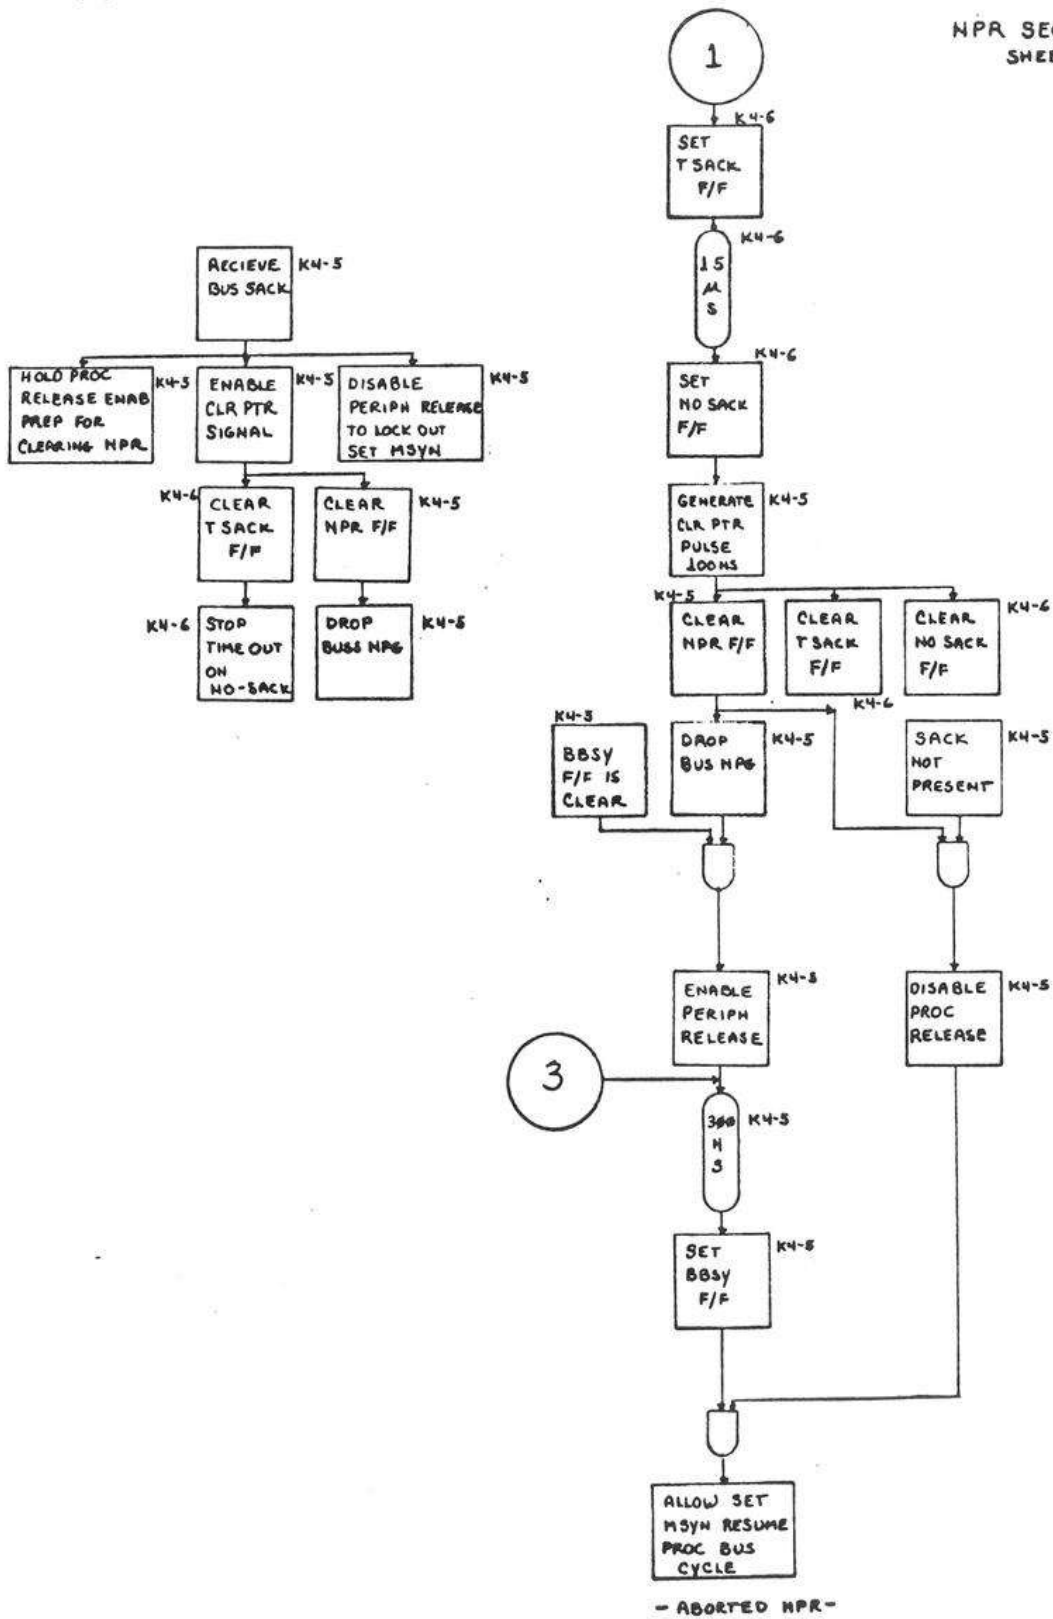 NPR
1
K4-6
SET
T SACK
F/F
K4-6
15
µ
S
K4-6
SET
NO SACK
F/F
GENERATE
CLR PTR
PULSE
100NS
K4-5
K4-5
CLEAR
NPR F/F
CLEAR
T SACK
F/F
CLEAR
NO SACK
F/F
K4-6
K4-6
K4-5
BBSY
F/F IS
CLEAR
DROP
BUS NPG
K4-5
SACK
NOT
PRESENT
K4-5
ENABLE
PERIPH
RELEASE
K4-5
DISABLE
PROC
RELEASE
K4-5
3
300
N
S
K4-5
SET
BBSY
F/F
K4-5
ALLOW SET
MSYN RESUME
PROC BUS
CYCLE
- ABORTED NPR -
RECIEVE
BUS SACK
K4-5
HOLD PROC
RELEASE ENAB
PREP FOR
CLEARING NPR
K4-5
ENABLE
CLR PTR
SIGNAL
K4-5
DISABLE
PERIPH RELEASE
TO LOCK OUT
SET MSYN
K4-5
K4-6
CLEAR
T SACK
F/F
CLEAR
NPR F/F
K4-5
K4-6
STOP
TIME OUT
ON
NO-SACK
DROP
BUSS NPG
K4-5